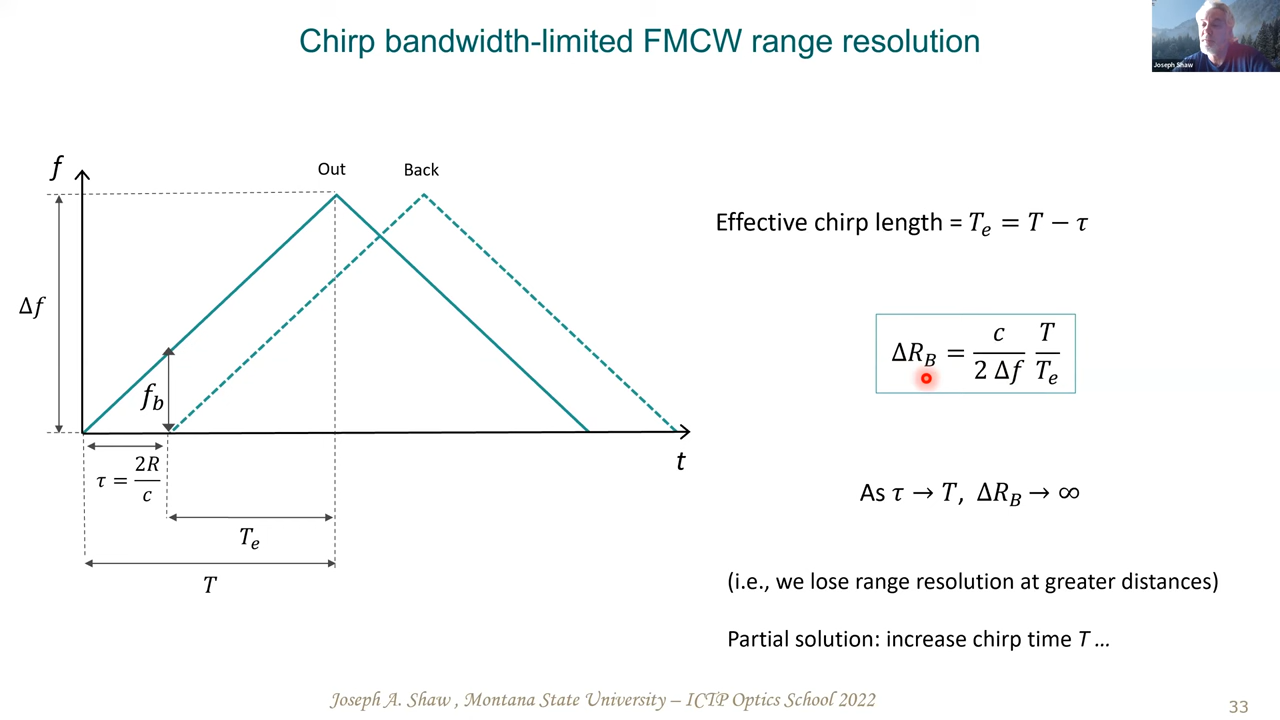 Chirp bandwidth-limited FMCW range resolution
Joseph Shaw
f
Out
Back
Δf
f_b
t
τ = 2R/c
T_e
T
Effective chirp length = T_e = T − τ
ΔR_B = c/(2 Δf) T/T_e
As τ → T, ΔR_B → ∞
(i.e., we lose range resolution at greater distances)
Partial solution: increase chirp time T ...
Joseph A. Shaw , Montana State University – ICTP Optics School 2022
33